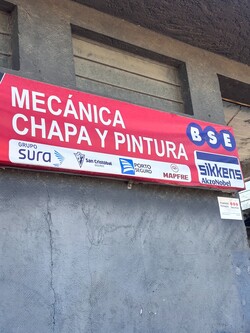 MECÁNICA
CHAPA Y PINTURA
BSE
GRUPO
sura
San Cristóbal
PORTO
SEGURO
MAPFRE
sikkens
AkzoNobel